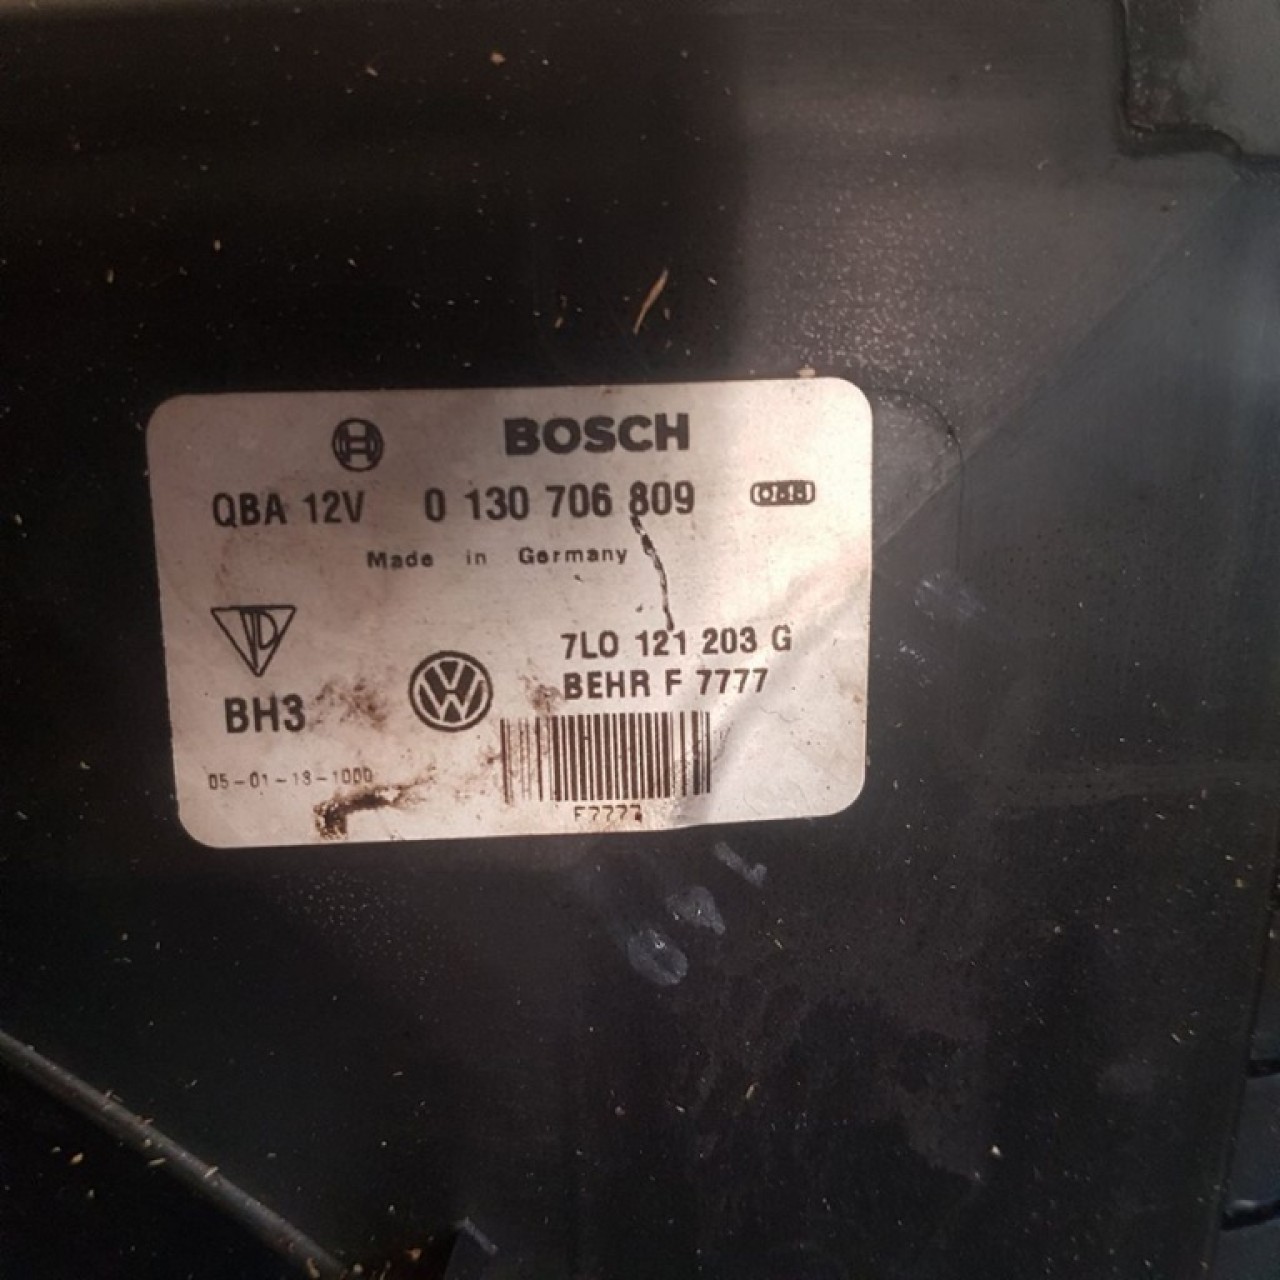 BOSCH
QBA 12V 0 130 706 809
Made in Germany
7L0 121 203 G
BEHR F 7777
BH3
05-01-13-1000
F7777